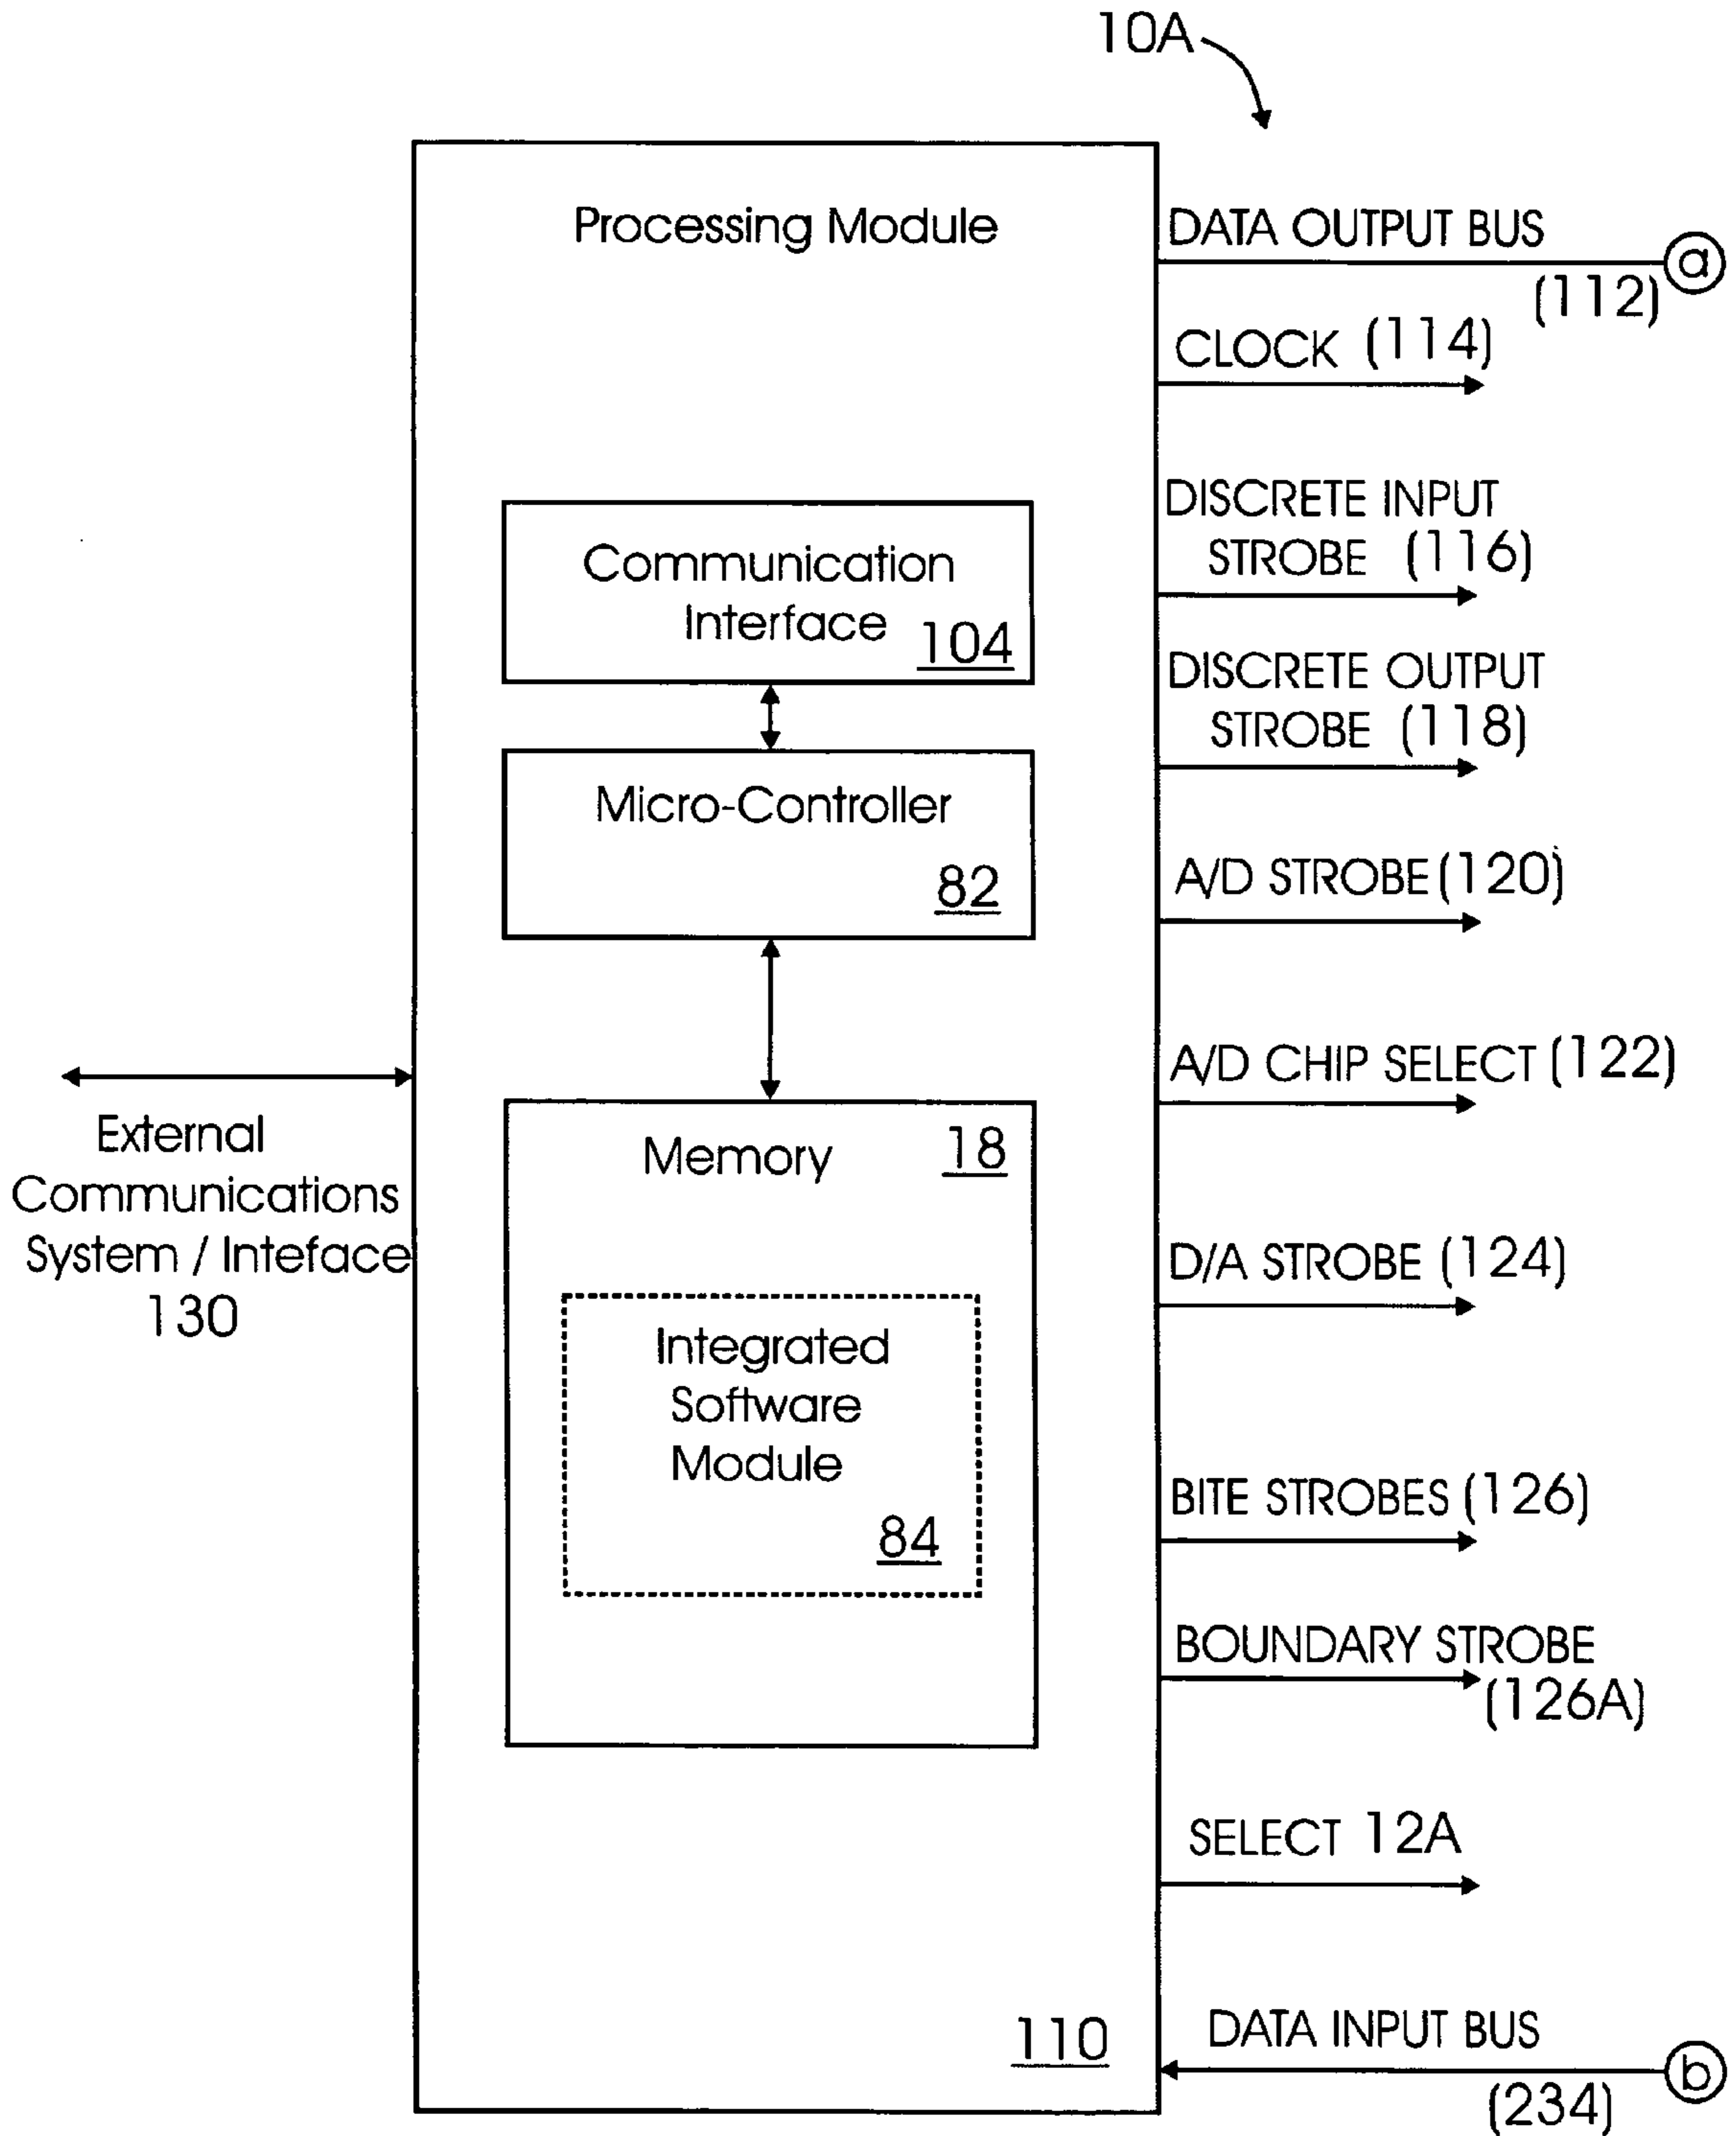 10A
Processing Module
DATA OUTPUT BUS
(112)
a
CLOCK (114)
DISCRETE INPUT
STROBE (116)
Communication
Interface 104
DISCRETE OUTPUT
STROBE (118)
Micro-Controller
82
A/D STROBE (120)
A/D CHIP SELECT (122)
External
Communications
System / Inteface
130
Memory 18
D/A STROBE (124)
Integrated
Software
Module
84
BITE STROBES (126)
BOUNDARY STROBE
(126A)
SELECT 12A
110
DATA INPUT BUS
(234)
b